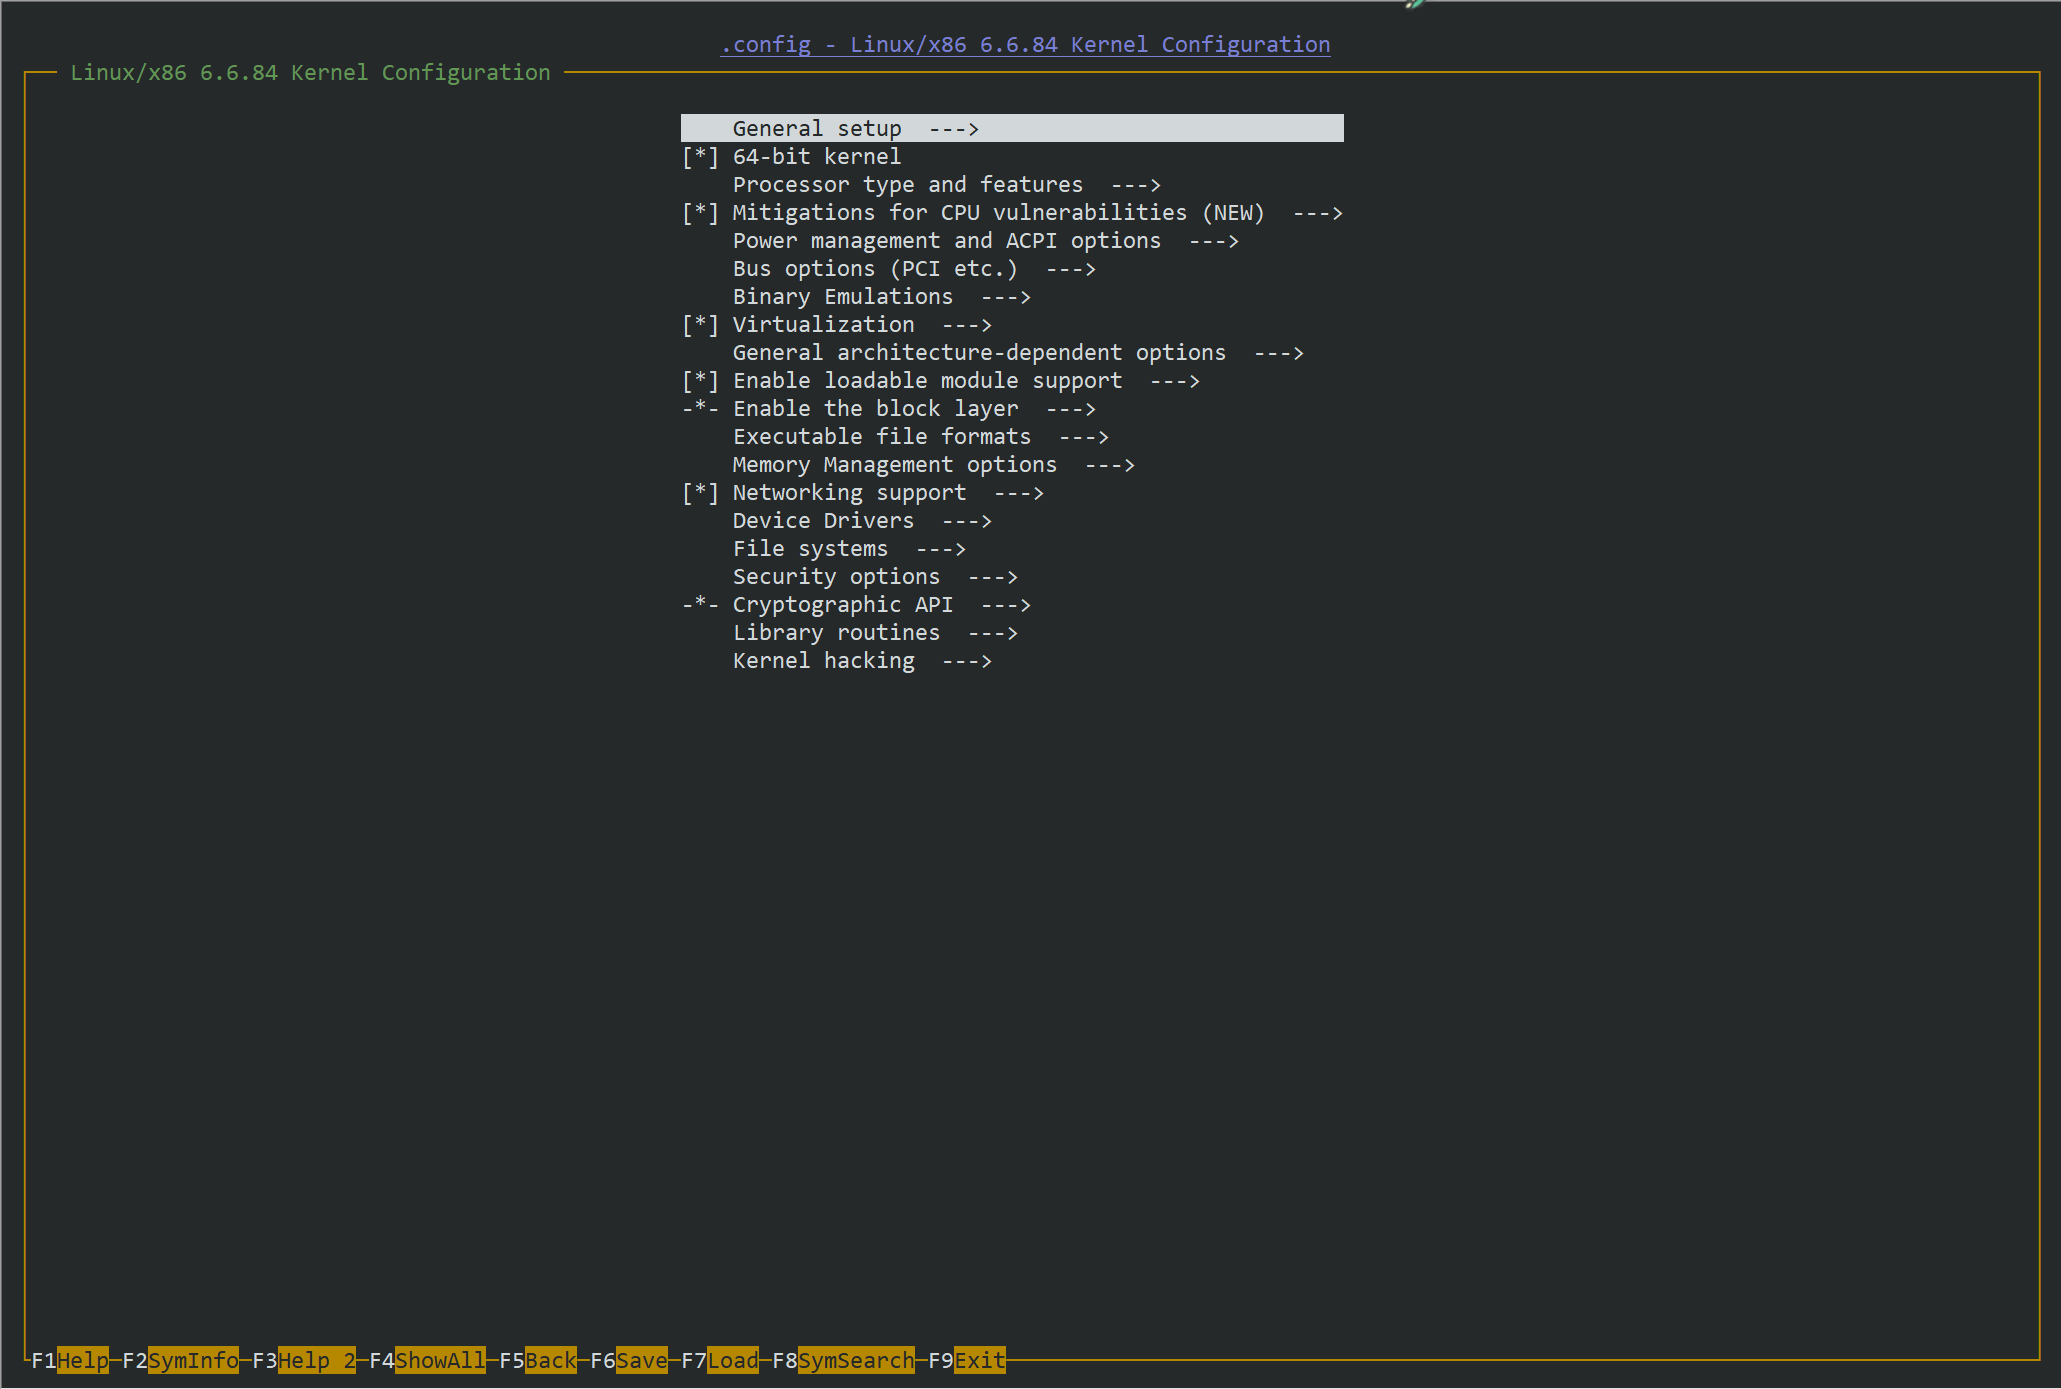 .config - Linux/x86 6.6.84 Kernel Configuration
Linux/x86 6.6.84 Kernel Configuration
General setup  --->
[*] 64-bit kernel
Processor type and features  --->
[*] Mitigations for CPU vulnerabilities (NEW)  --->
Power management and ACPI options  --->
Bus options (PCI etc.)  --->
Binary Emulations  --->
[*] Virtualization  --->
General architecture-dependent options  --->
[*] Enable loadable module support  --->
-*- Enable the block layer  --->
Executable file formats  --->
Memory Management options  --->
[*] Networking support  --->
Device Drivers  --->
File systems  --->
Security options  --->
-*- Cryptographic API  --->
Library routines  --->
Kernel hacking  --->
F1Help F2SymInfo F3Help 2 F4ShowAll F5Back F6Save F7Load F8SymSearch F9Exit